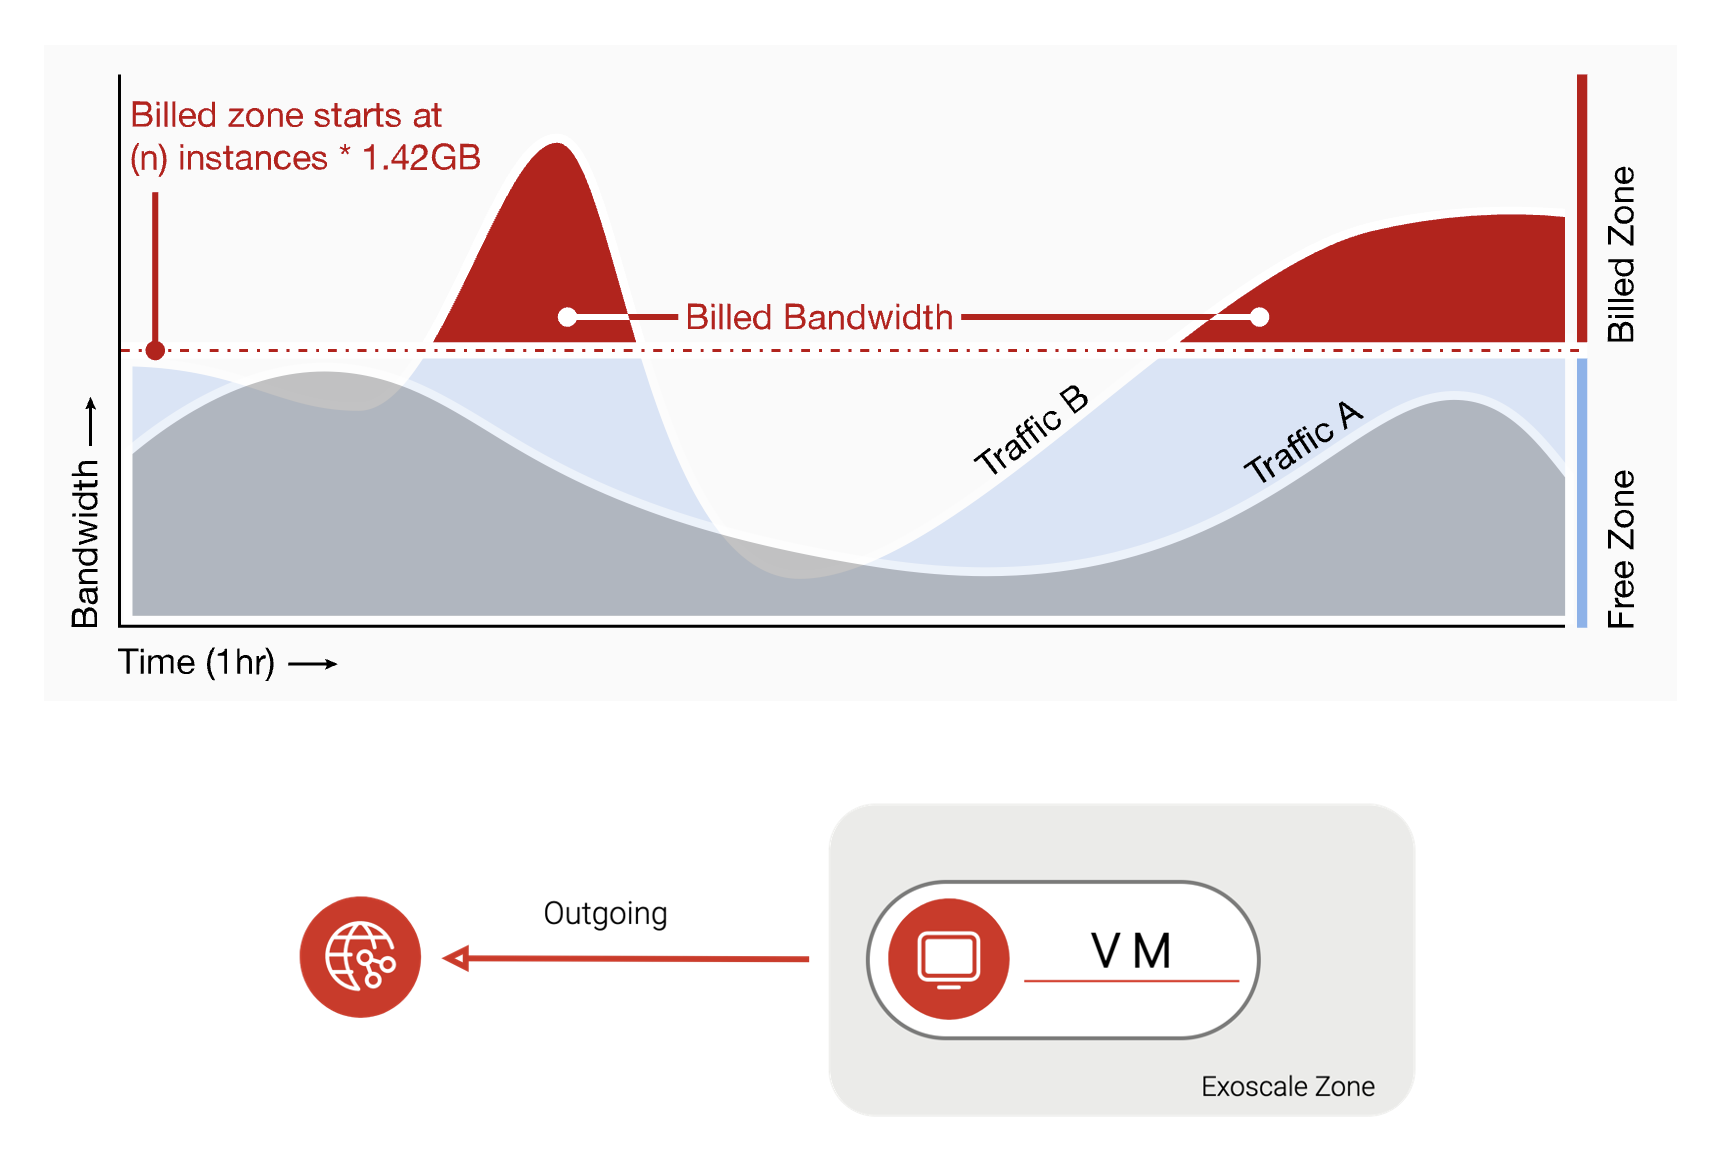 Billed zone starts at
(n) instances * 1.42GB
Billed Bandwidth
Billed Zone
Traffic B
Traffic A
Bandwidth
Free Zone
Time (1hr)
Outgoing
VM
Exoscale Zone